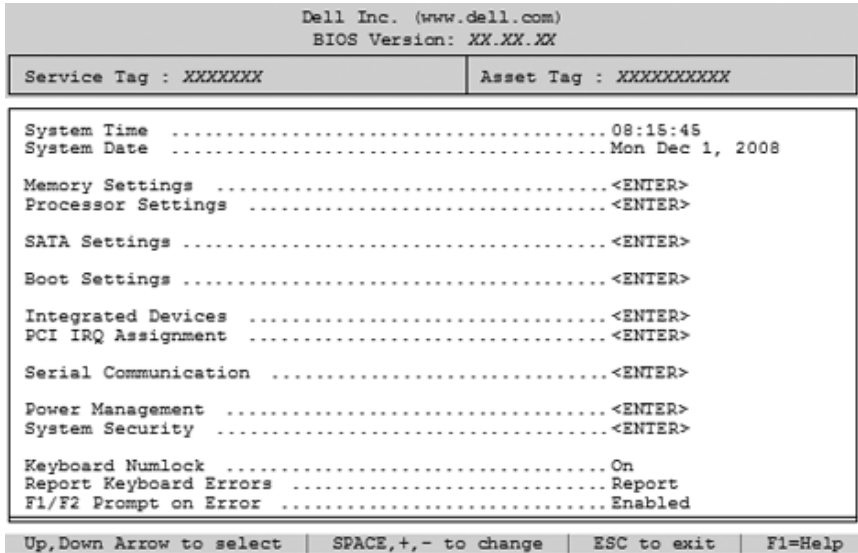 Dell Inc. (www.dell.com)
BIOS Version: XX.XX.XX
Service Tag : XXXXXXX | Asset Tag : XXXXXXXXXX
System Time ........................................ 08:15:45
System Date ........................................ Mon Dec 1, 2008
Memory Settings .................................... <ENTER>
Processor Settings ................................. <ENTER>
SATA Settings ....................................... <ENTER>
Boot Settings ....................................... <ENTER>
Integrated Devices ................................. <ENTER>
PCI IRQ Assignment ................................. <ENTER>
Serial Communication ............................... <ENTER>
Power Management ................................... <ENTER>
System Security .................................... <ENTER>
Keyboard Numlock ................................... On
Report Keyboard Errors ............................. Report
F1/F2 Prompt on Error .............................. Enabled
Up,Down Arrow to select | SPACE,+,- to change | ESC to exit | F1=Help